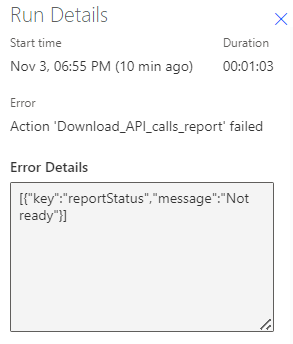 Run Details
Start time
Duration
Nov 3, 06:55 PM (10 min ago)
00:01:03
Error
Action 'Download_API_calls_report' failed
Error Details
[{"key":"reportStatus","message":"Not
ready"}]